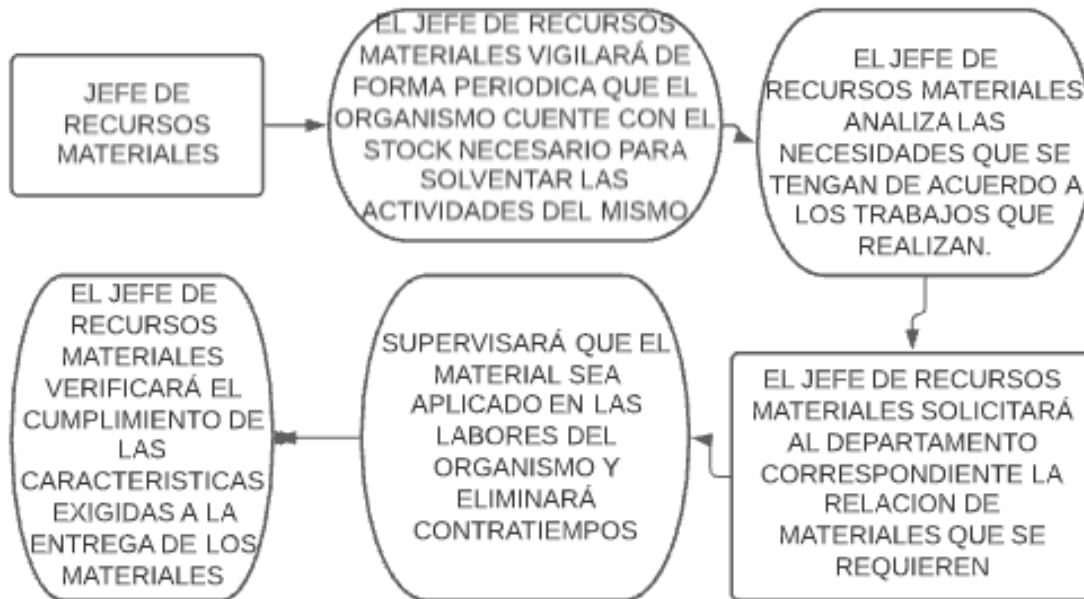 JEFE DE
RECURSOS
MATERIALES
EL JEFE DE RECURSOS
MATERIALES VIGILARÁ DE
FORMA PERIODICA QUE EL
ORGANISMO CUENTE CON EL
STOCK NECESARIO PARA
SOLVENTAR LAS
ACTIVIDADES DEL MISMO
EL JEFE DE
RECURSOS MATERIALES
ANALIZA LAS
NECESIDADES QUE SE
TENGAN DE ACUERDO A
LOS TRABAJOS QUE
REALIZAN.
EL JEFE DE RECURSOS
MATERIALES SOLICITARÁ
AL DEPARTAMENTO
CORRESPONDIENTE LA
RELACION DE
MATERIALES QUE SE
REQUIEREN
SUPERVISARÁ QUE EL
MATERIAL SEA
APLICADO EN LAS
LABORES DEL
ORGANISMO Y
ELIMINARÁ
CONTRATIEMPOS
EL JEFE DE
RECURSOS
MATERIALES
VERIFICARÁ EL
CUMPLIMIENTO DE
LAS
CARACTERISTICAS
EXIGIDAS A LA
ENTREGA DE LOS
MATERIALES